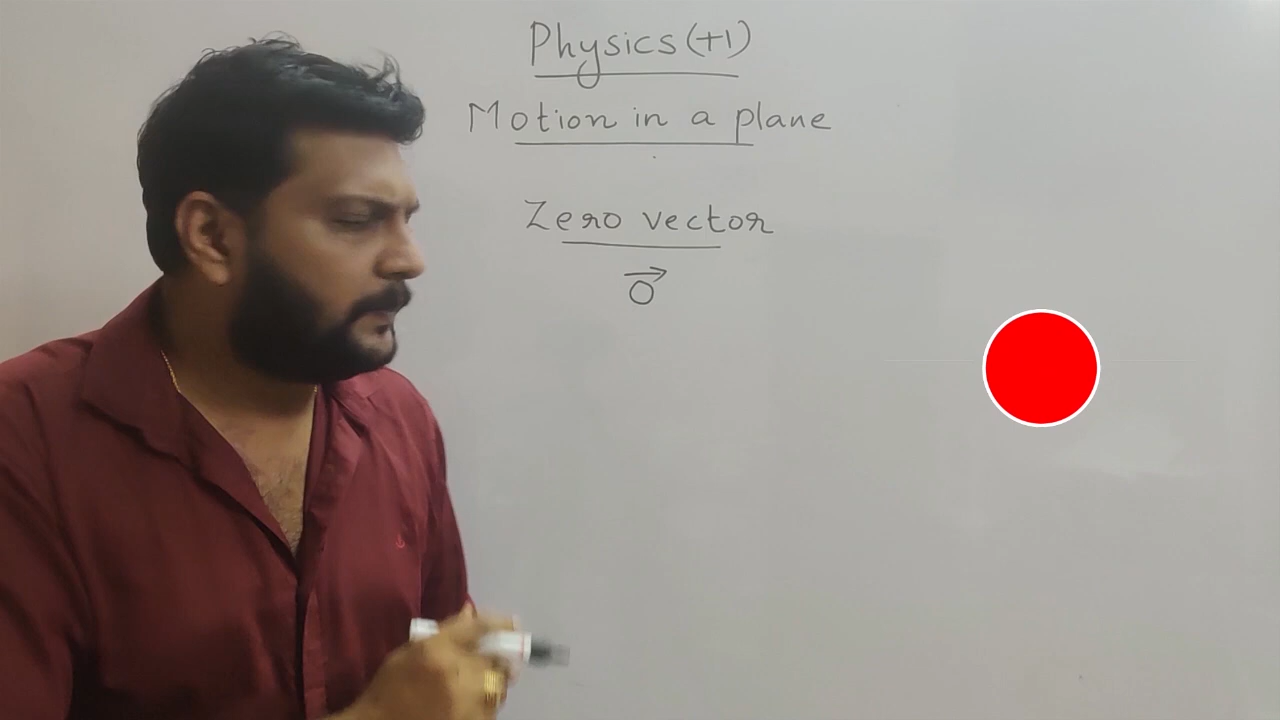 Physics (+1)
Motion in a plane
Zero vector
→
0